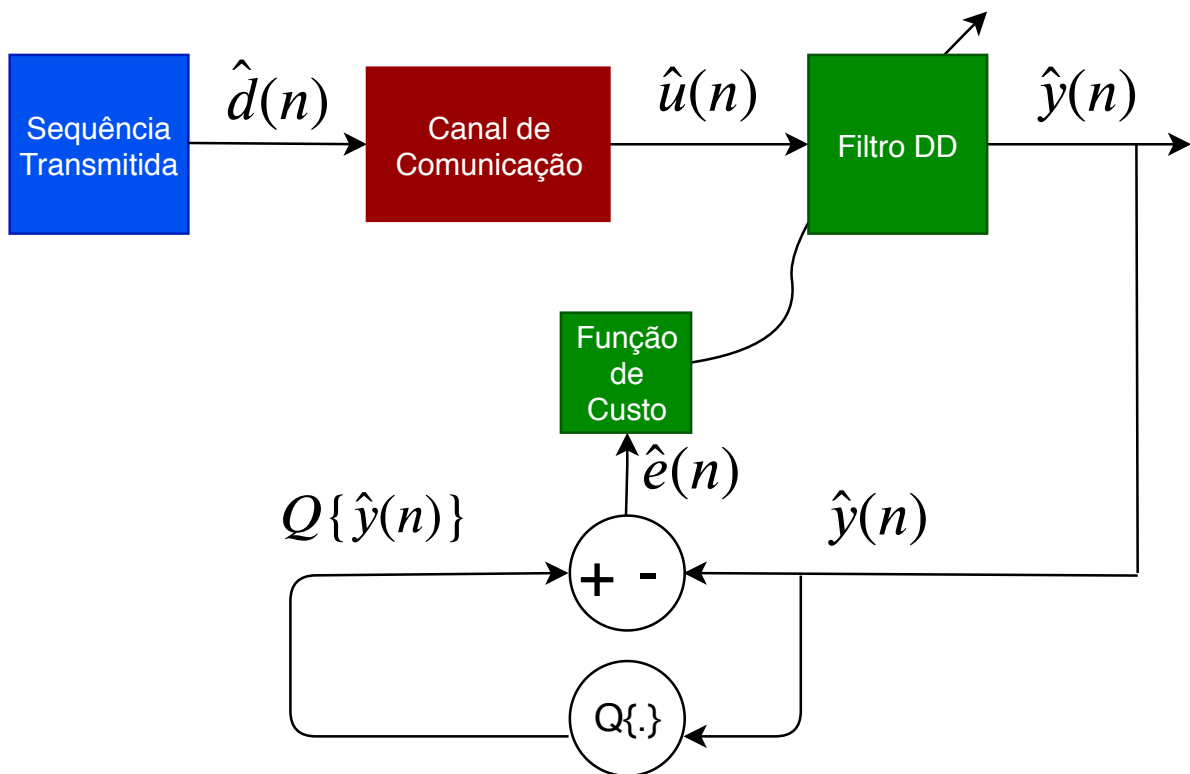 Sequência
Transmitida
d̂(n)
Canal de
Comunicação
û(n)
Filtro DD
ŷ(n)
Função
de
Custo
ê(n)
Q{ŷ(n)}
ŷ(n)
+ -
Q{.}